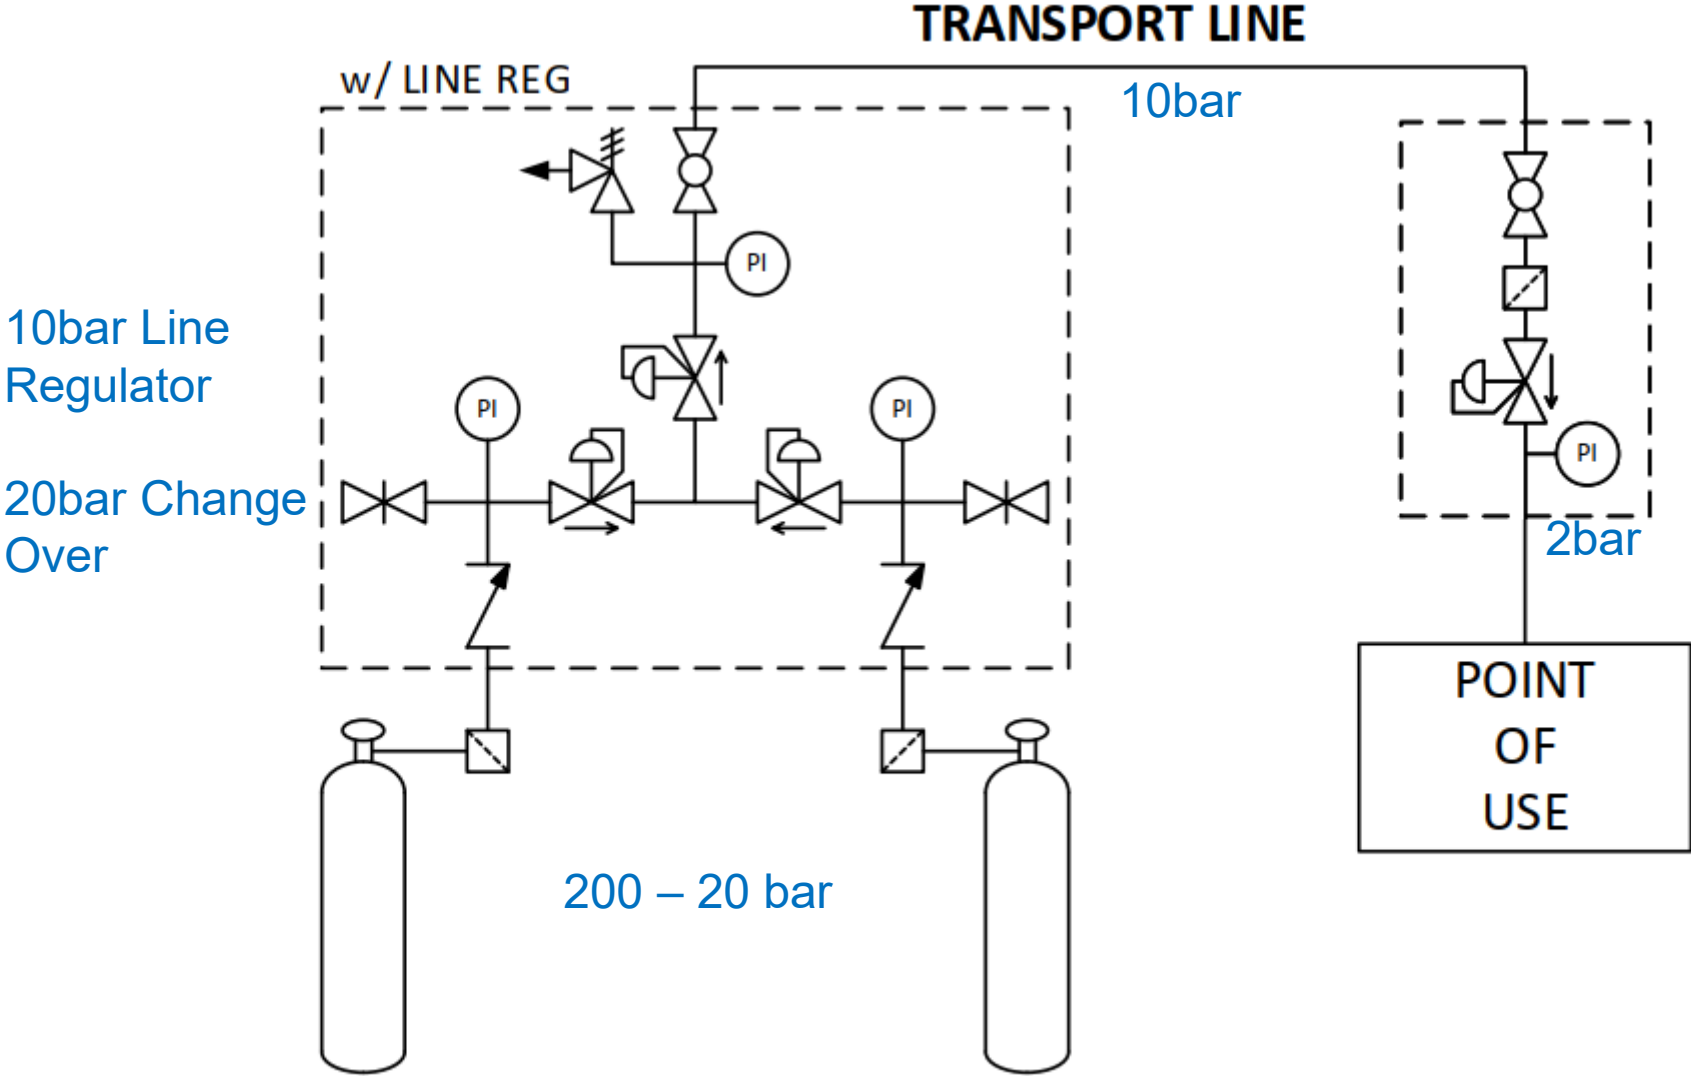 TRANSPORT LINE
w/ LINE REG
10bar
PI
10bar Line
Regulator
PI
PI
PI
20bar Change
Over
2bar
POINT
OF
USE
200 – 20 bar